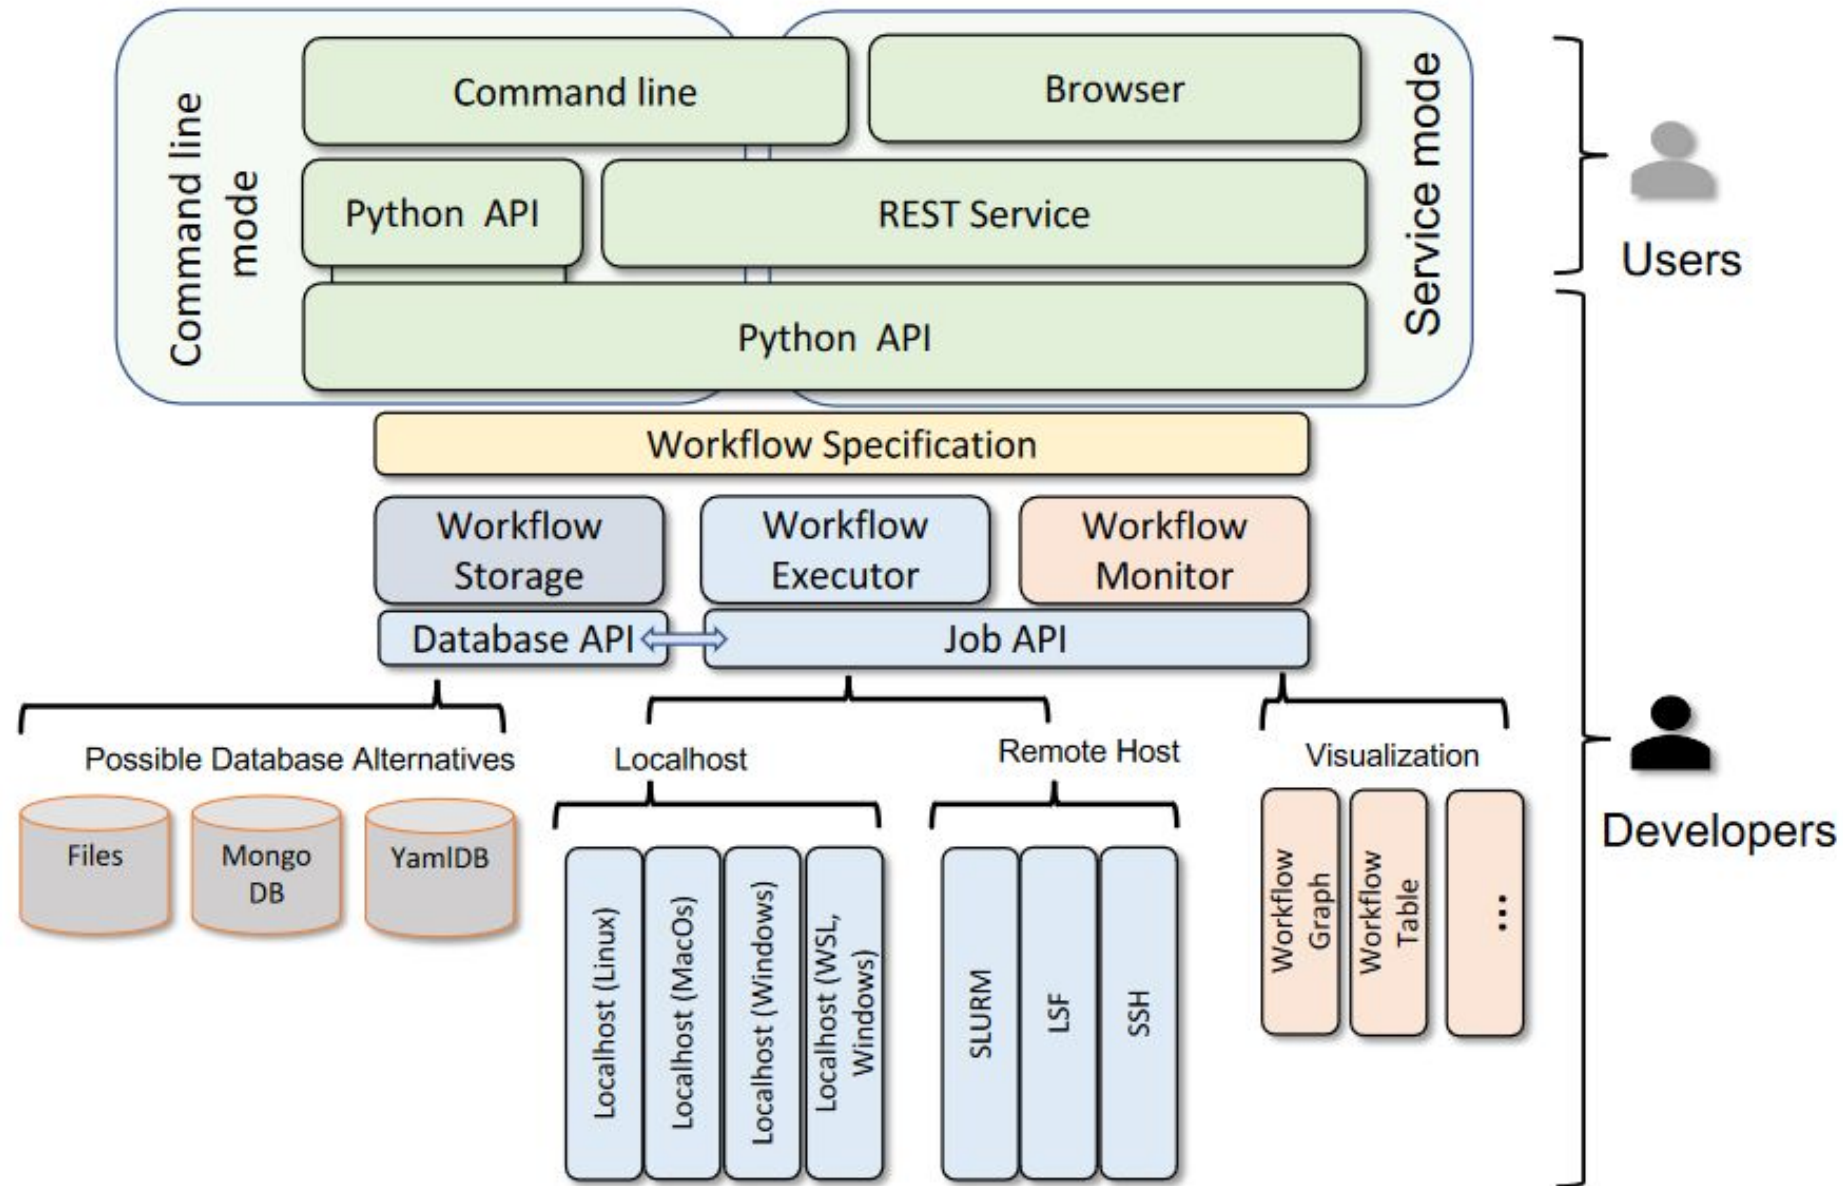 Command line
mode
Command line
Browser
Service mode
Python API
REST Service
Python API
Users
Workflow Specification
Workflow
Storage
Workflow
Executor
Workflow
Monitor
Database API
Job API
Possible Database Alternatives
Localhost
Remote Host
Visualization
Developers
Files
Mongo
DB
YamlDB
Localhost (Linux)
Localhost (MacOs)
Localhost (Windows)
Localhost (WSL,
Windows)
SLURM
LSF
SSH
Workflow
Graph
Workflow
Table
...